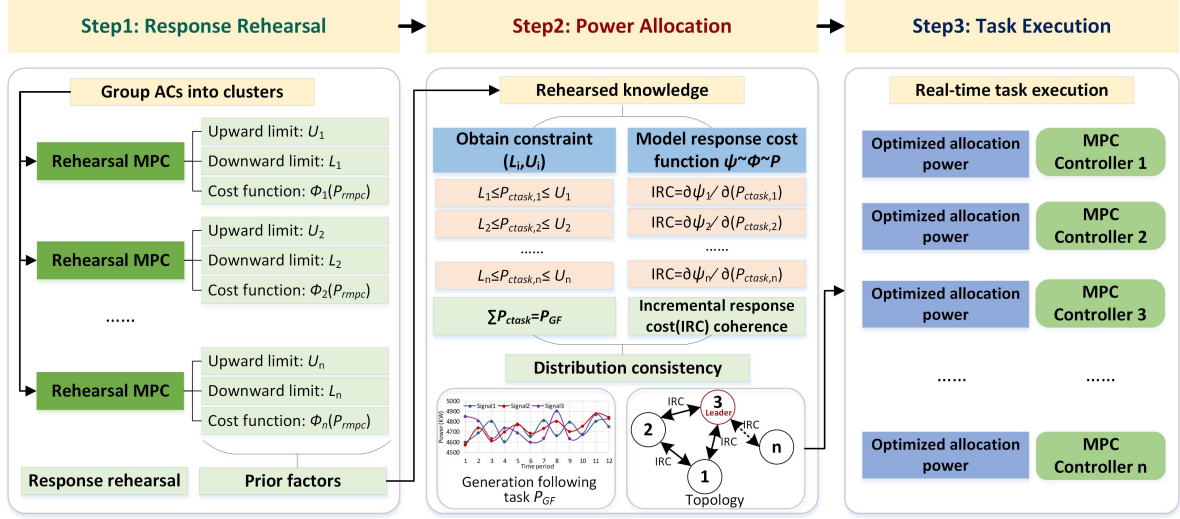 Step1: Response Rehearsal
Step2: Power Allocation
Step3: Task Execution
Group ACs into clusters
Rehearsal MPC
Upward limit: U1
Downward limit: L1
Cost function: Φ1(Prmpc)
Rehearsal MPC
Upward limit: U2
Downward limit: L2
Cost function: Φ2(Prmpc)
......
Rehearsal MPC
Upward limit: Un
Downward limit: Ln
Cost function: Φn(Prmpc)
Response rehearsal
Prior factors
Rehearsed knowledge
Obtain constraint
(Li,Ui)
Model response cost
function ψ~Φ~P
L1≤Pctask,1≤ U1
IRC=∂ψ1/ ∂(Pctask,1)
L2≤Pctask,2≤ U2
IRC=∂ψ2/ ∂(Pctask,2)
......
......
Ln≤Pctask,n≤ Un
IRC=∂ψn/ ∂(Pctask,n)
∑Pctask=PGF
Incremental response
cost(IRC) coherence
Distribution consistency
Signal1 Signal2 Signal3
Power(KW)
5000
4900
4800
4700
4600
4500
1 2 3 4 5 6 7 8 9 10 11 12
Time period
Generation following
task PGF
3
Leader
2
1
n
IRC
IRC
IRC
IRC
Topology
Real-time task execution
Optimized allocation
power
MPC
Controller 1
Optimized allocation
power
MPC
Controller 2
Optimized allocation
power
MPC
Controller 3
......
......
Optimized allocation
power
MPC
Controller n